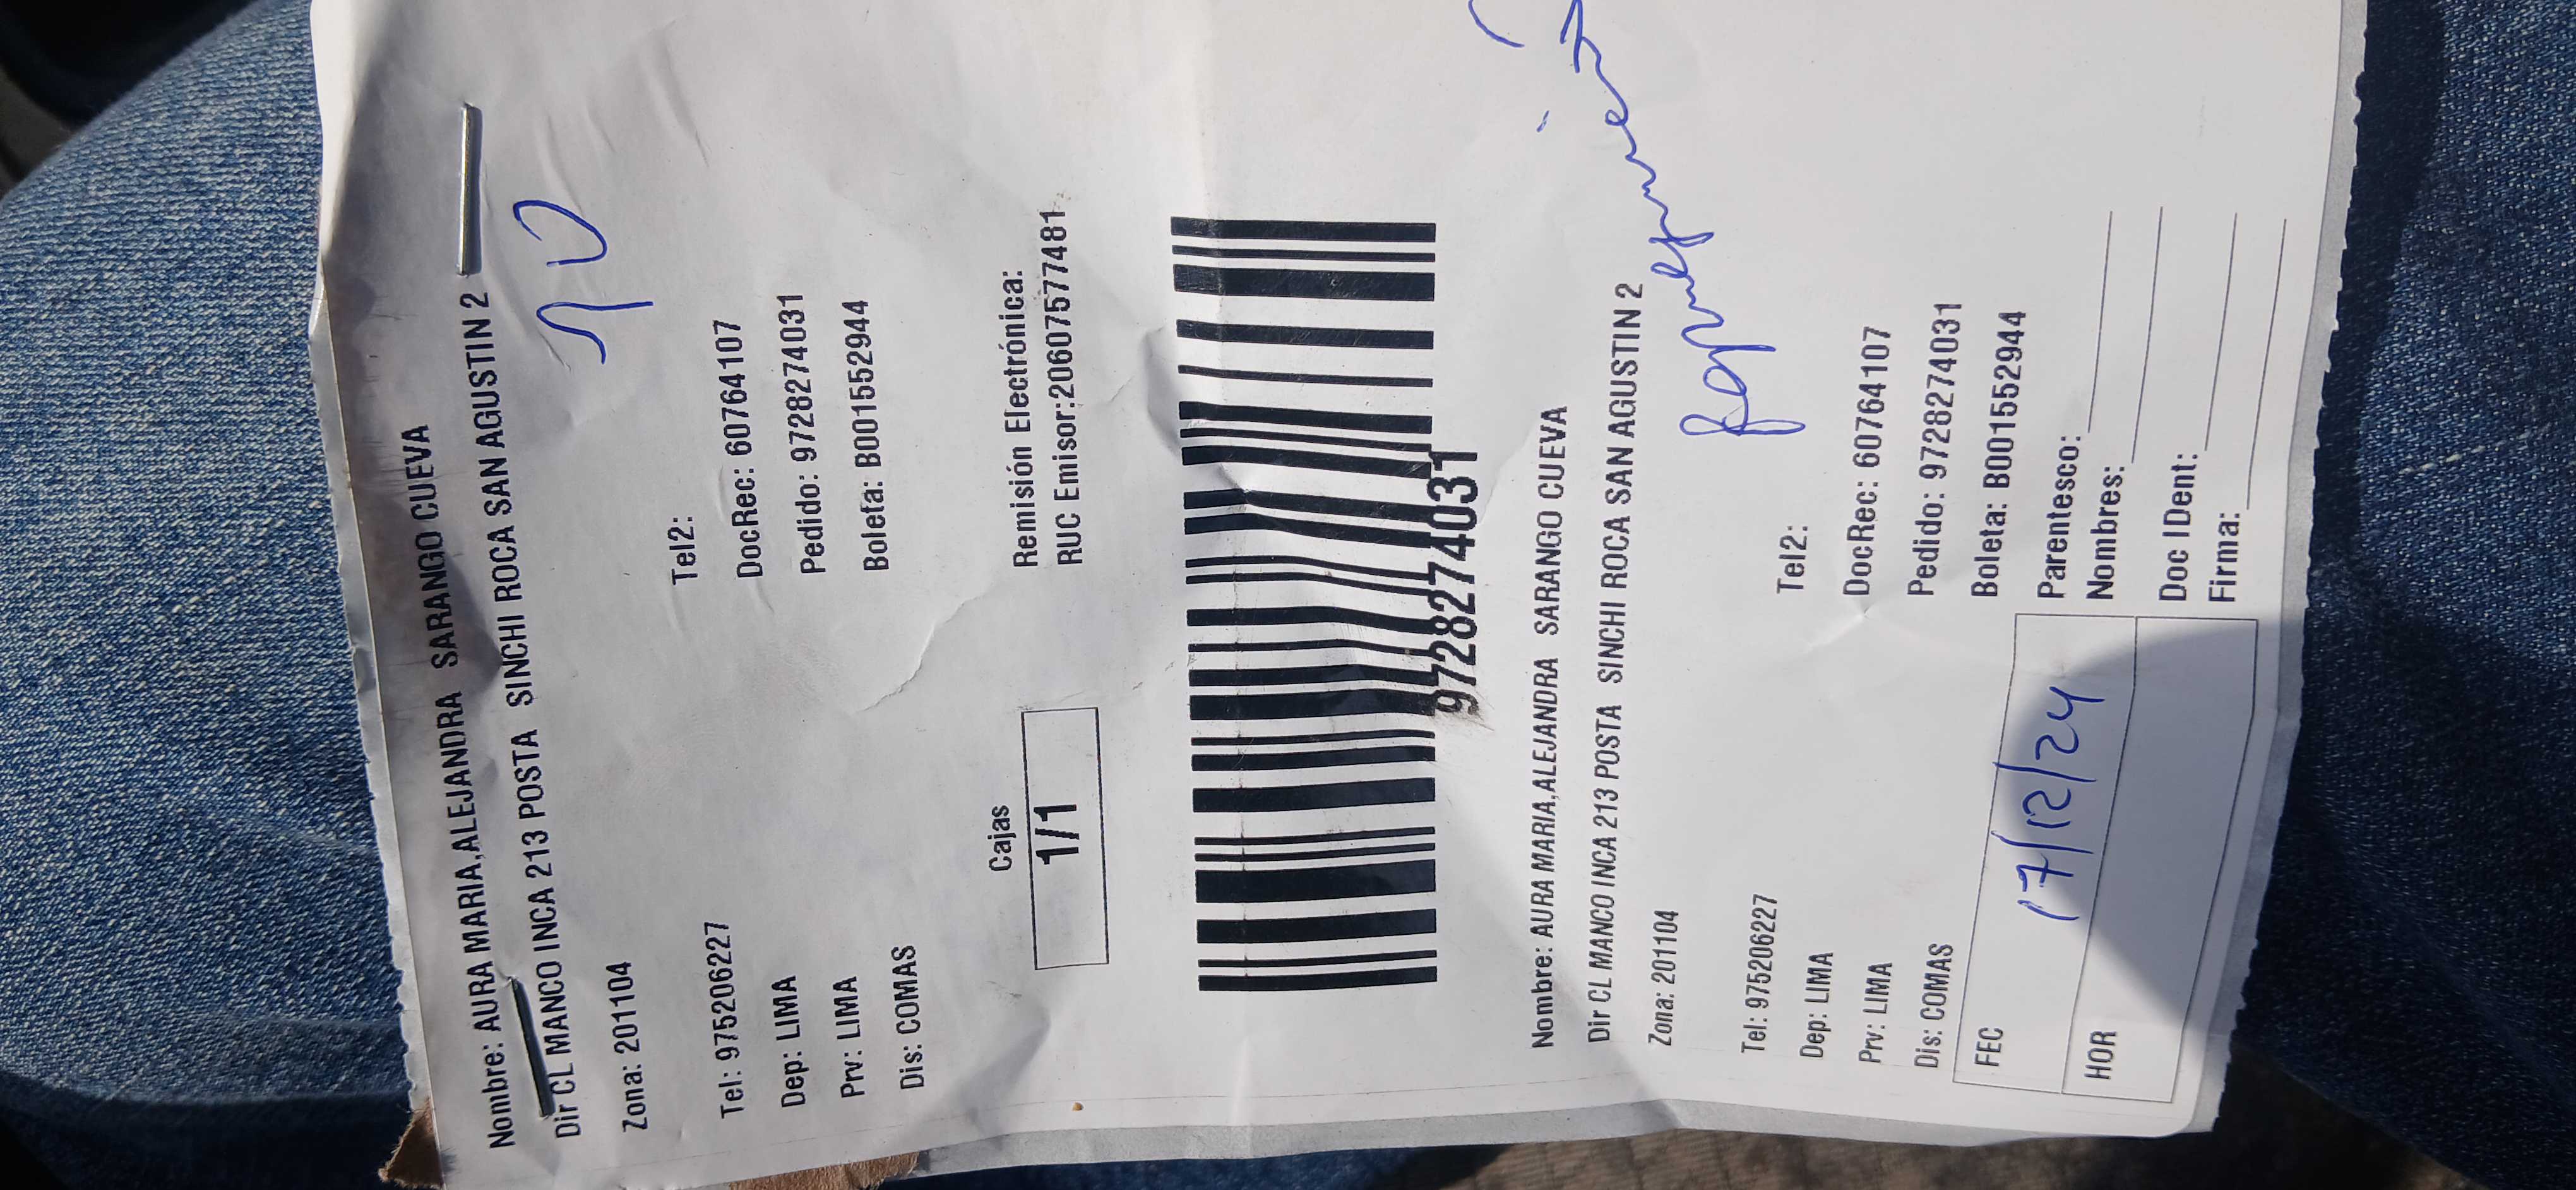 Nombre: AURA MARIA,ALEJANDRA SARANGO CUEVA
Dir CL MANCO INCA 213 POSTA SINCHI ROCA SAN AGUSTIN 2
Zona: 201104
Tel: 975206227 Tel2:
Dep: LIMA DocRec: 60764107
Prv: LIMA Pedido: 9728274031
Dis: COMAS Boleta: B001552944
Cajas
1/1
Remisión Electrónica:
RUC Emisor:20607577481
9728274031
Nombre: AURA MARIA,ALEJANDRA SARANGO CUEVA
Dir CL MANCO INCA 213 POSTA SINCHI ROCA SAN AGUSTIN 2
Zona: 201104
Tel: 975206227 Tel2:
Dep: LIMA DocRec: 60764107
Prv: LIMA Pedido: 9728274031
Dis: COMAS Boleta: B001552944
FEC 17/12/24
HOR
Parentesco:
Nombres:
Doc IDent:
Firma: